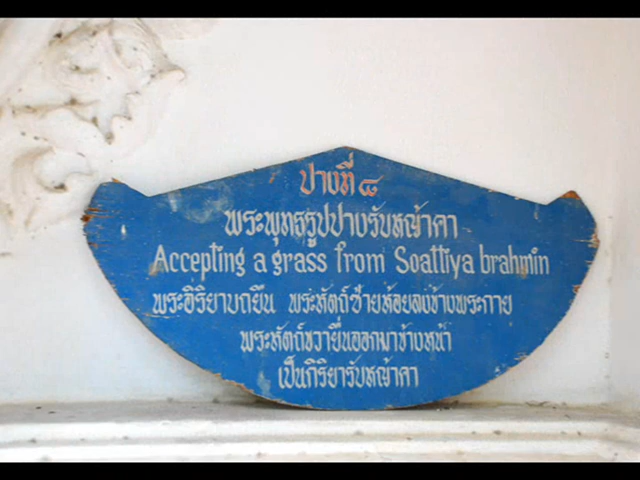 ปางที่ ๘
พระพุทธรูปปางรับหญ้าคา
Accepting a grass from Soattiya brahmin
พระอิริยาบถยืน พระหัตถ์ซ้ายห้อยลงข้างพระกาย
พระหัตถ์ขวายื่นออกมาข้างหน้า
เป็นกิริยารับหญ้าคา